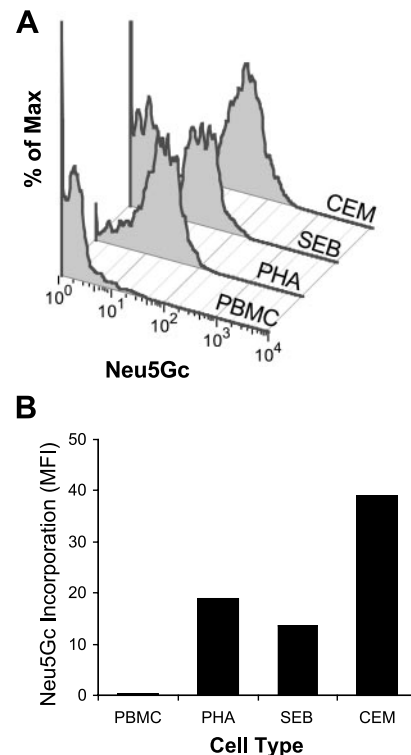 A
% of Max
CEM
SEB
PHA
PBMC
10^0 10^1 10^2 10^3 10^4
Neu5Gc
B
Neu5Gc Incorporation (MFI)
50
40
30
20
10
0
PBMC PHA SEB CEM
Cell Type